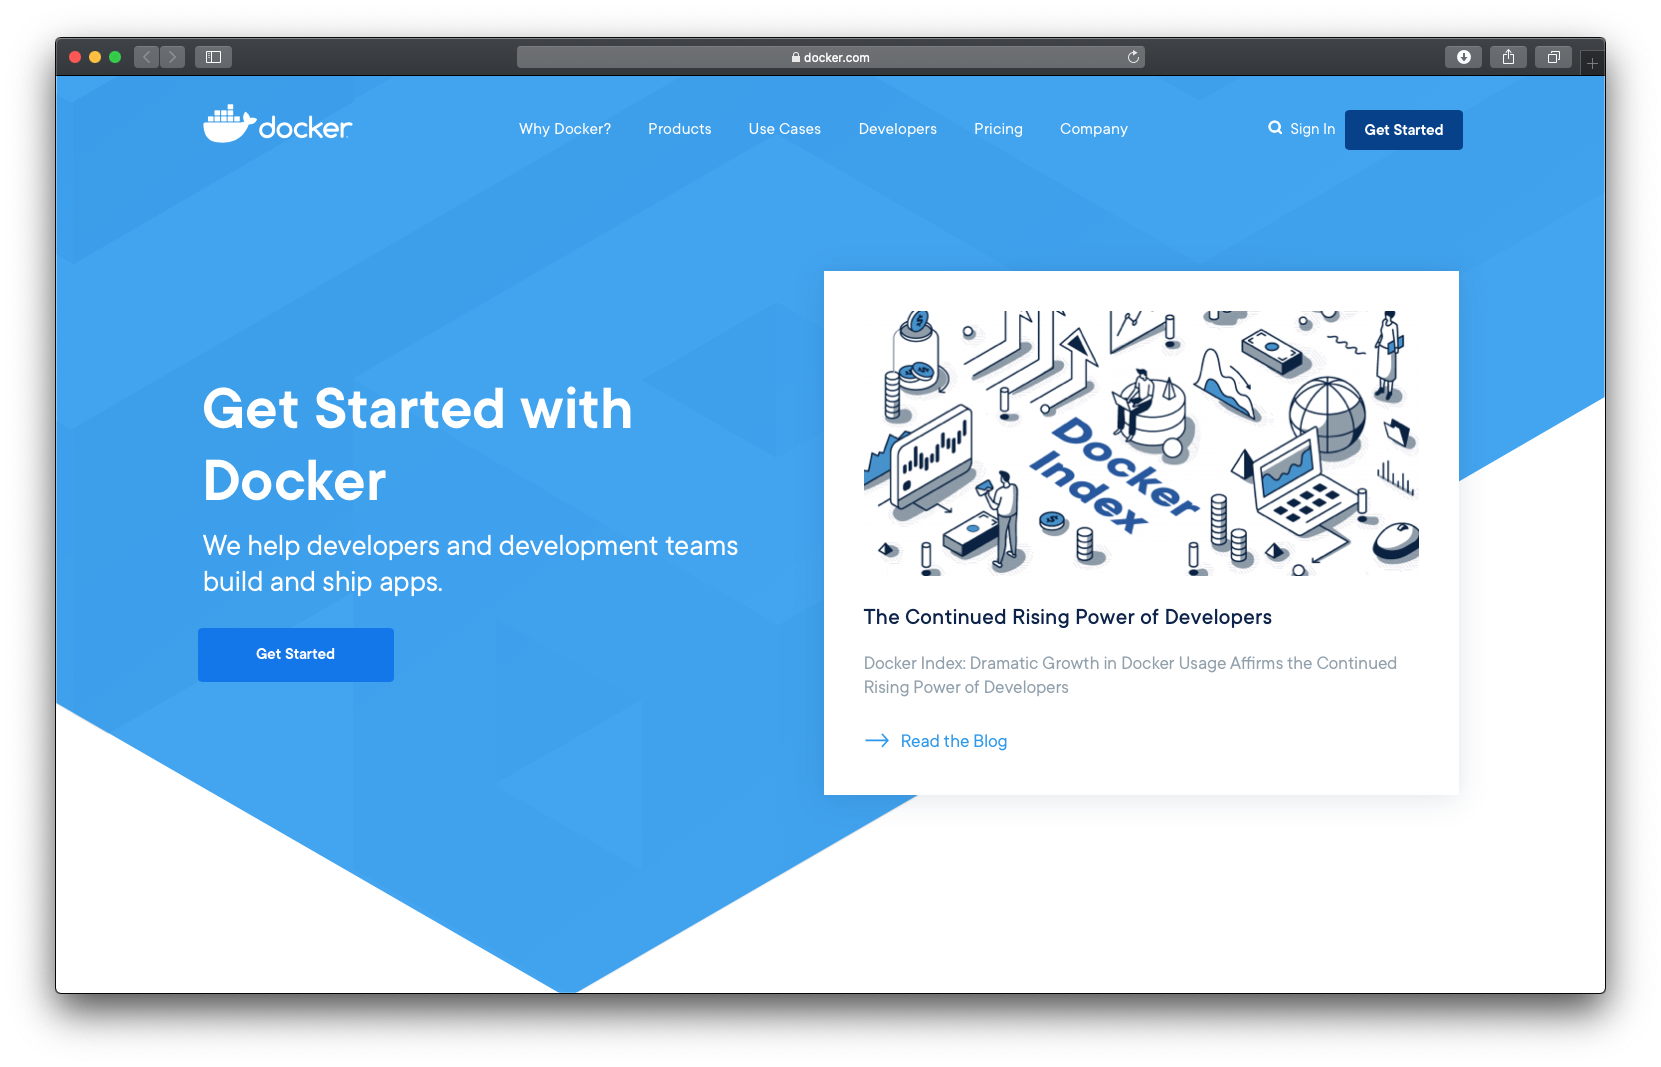 docker.com
docker
Why Docker?
Products
Use Cases
Developers
Pricing
Company
Sign In
Get Started
Get Started with
Docker
We help developers and development teams
build and ship apps.
Get Started
Docker
Index
The Continued Rising Power of Developers
Docker Index: Dramatic Growth in Docker Usage Affirms the Continued
Rising Power of Developers
Read the Blog